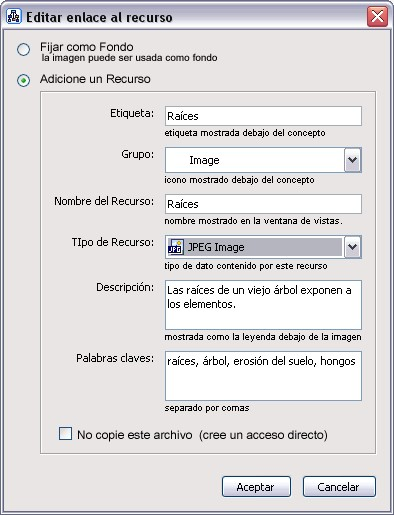 Editar enlace al recurso
Fijar como Fondo
la imagen puede ser usada como fondo
Adicione un Recurso
Etiqueta: Raíces
etiqueta mostrada debajo del concepto
Grupo: Image
icono mostrado debajo del concepto
Nombre del Recurso: Raíces
nombre mostrado en la ventana de vistas.
TIpo de Recurso: JPG JPEG Image
tipo de dato contenido por este recurso
Descripción: Las raíces de un viejo árbol exponen a
los elementos.
mostrada como la leyenda debajo de la imagen
Palabras claves: raíces, árbol, erosión del suelo, hongos
separado por comas
No copie este archivo (cree un acceso directo)
Aceptar Cancelar